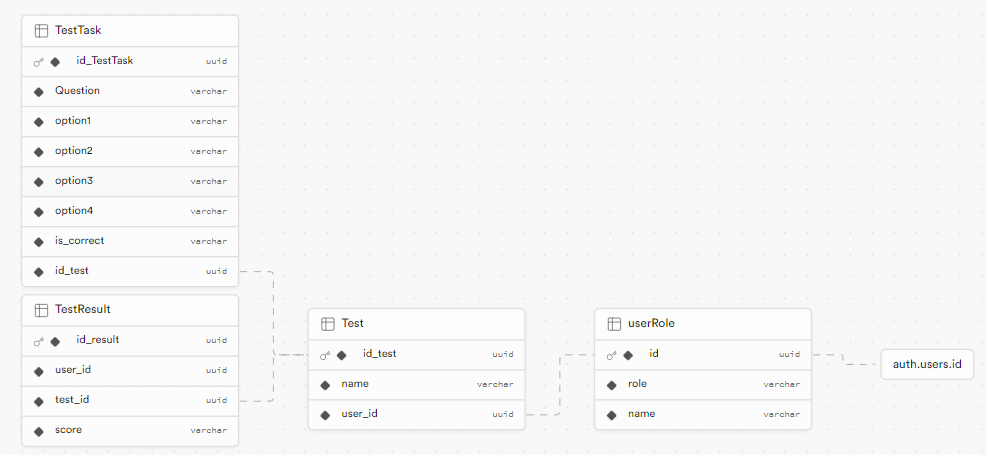 TestTask
id_TestTask uuid
Question varchar
option1 varchar
option2 varchar
option3 varchar
option4 varchar
is_correct varchar
id_test uuid
TestResult
id_result uuid
user_id uuid
test_id uuid
score varchar
Test
id_test uuid
name varchar
user_id uuid
userRole
id uuid
role varchar
name varchar
auth.users.id